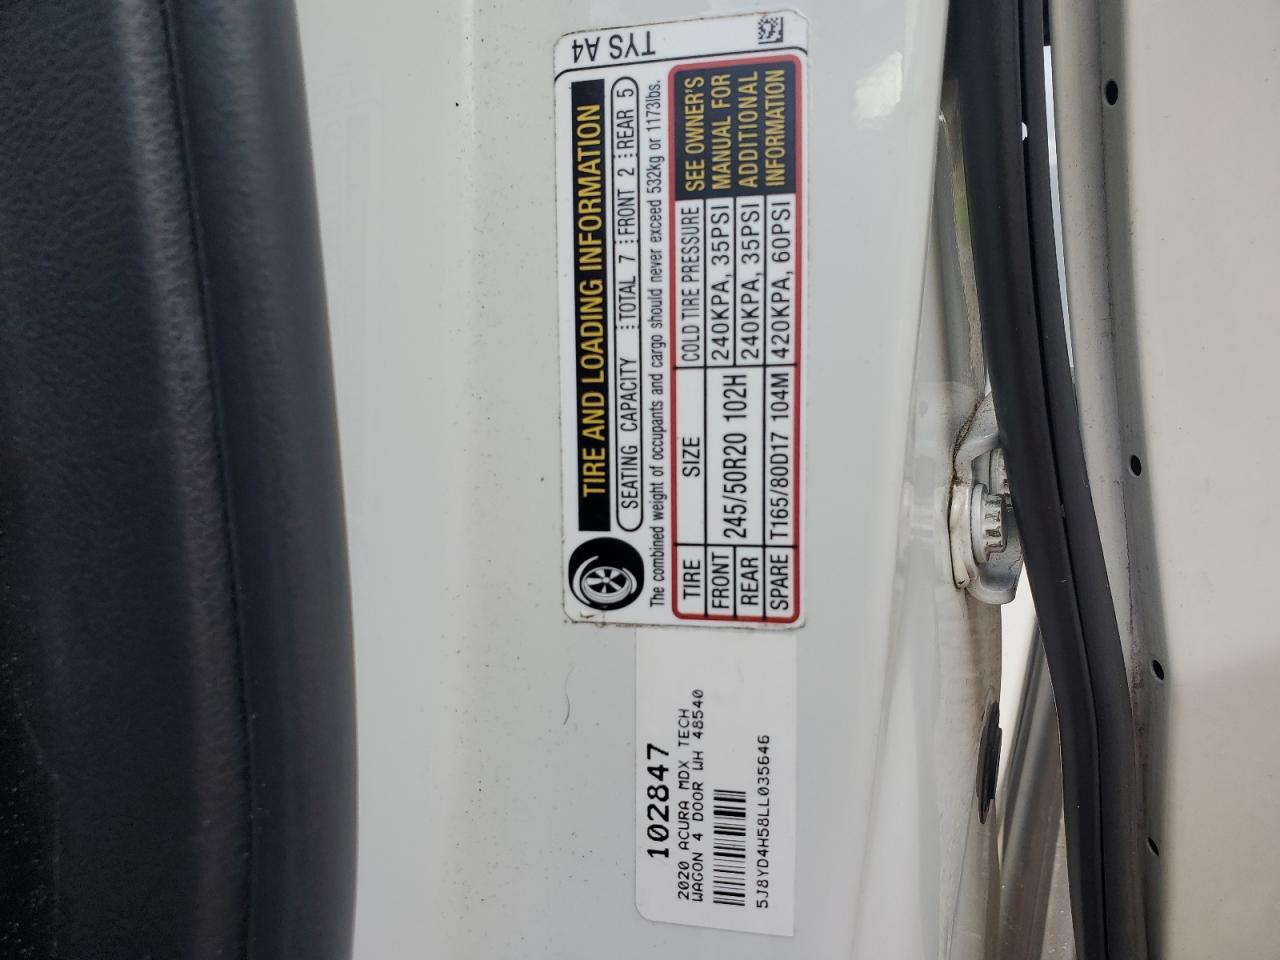 TYS A4
TIRE AND LOADING INFORMATION
SEATING CAPACITY TOTAL 7 FRONT 2 REAR 5
The combined weight of occupants and cargo should never exceed 532kg or 1173lbs.
TIRE SIZE COLD TIRE PRESSURE
FRONT 245/50R20 102H 240KPA, 35PSI
REAR 240KPA, 35PSI
SPARE T165/80D17 104M 420KPA, 60PSI
SEE OWNER'S
MANUAL FOR
ADDITIONAL
INFORMATION
102847
2020 ACURA MDX TECH
WAGON 4 DOOR WH 48540
5J8YD4H58LL035646